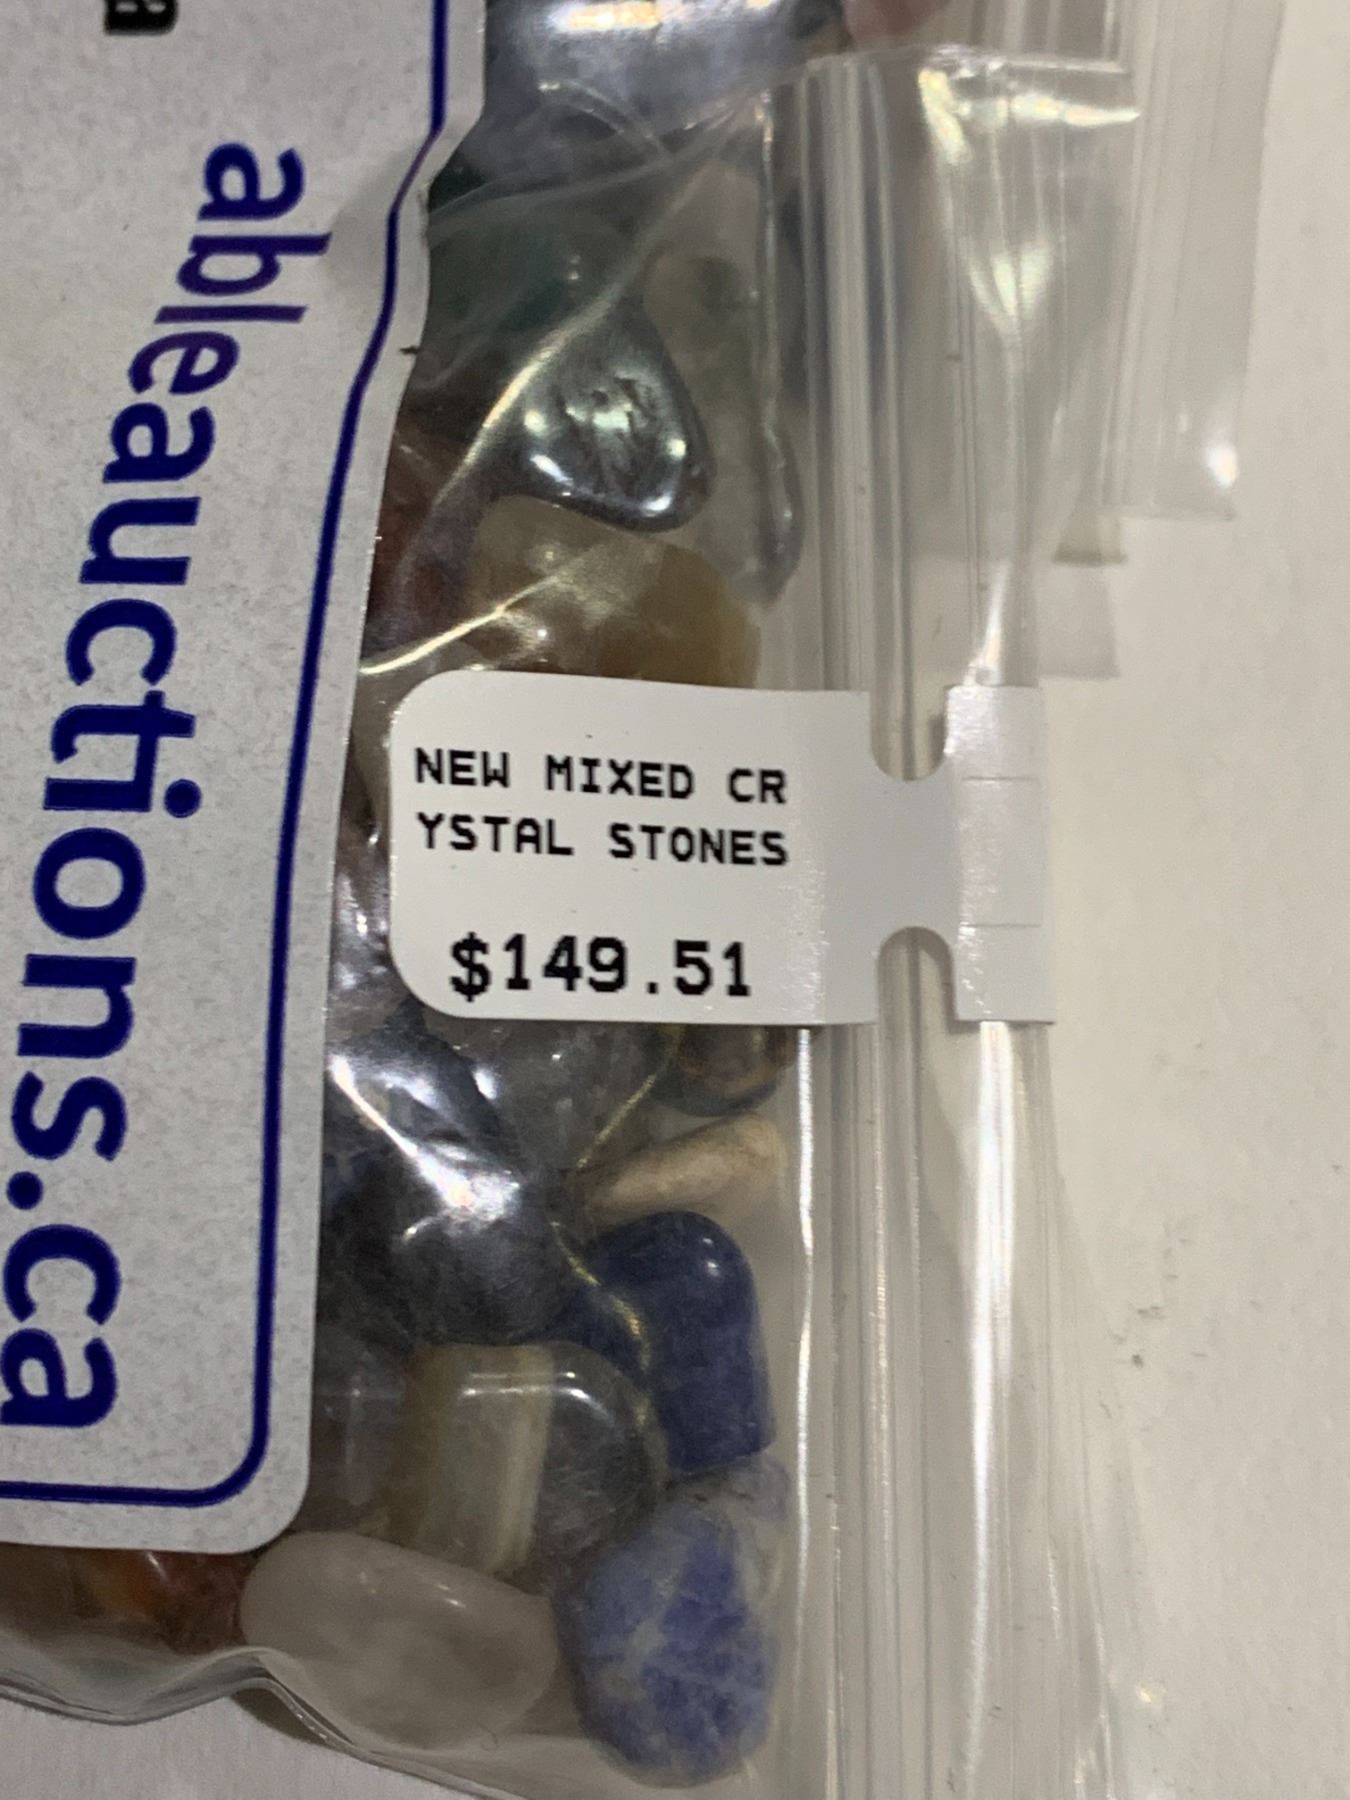 a
ableauctions.ca
NEW MIXED CR
YSTAL STONES
$149.51